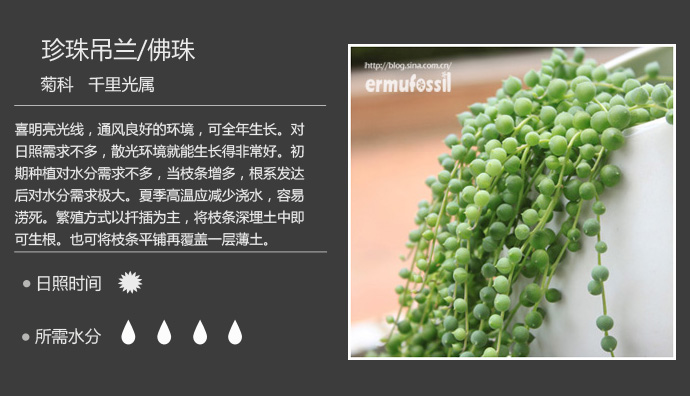 珍珠吊兰/佛珠
菊科 千里光属
喜明亮光线，通风良好的环境，可全年生长。对
日照需求不多，散光环境就能生长得非常好。初
期种植对水分需求不多，当枝条增多，根系发达
后对水分需求极大。夏季高温应减少浇水，容易
涝死。繁殖方式以扦插为主，将枝条深埋土中即
可生根。也可将枝条平铺再覆盖一层薄土。
日照时间
所需水分
http://blog.sina.com.cn/
ermufossil